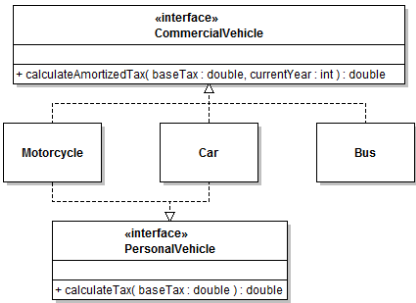 «interface»
CommercialVehicle
+ calculateAmortizedTax( baseTax : double, currentYear : int ) : double
Motorcycle
Car
Bus
«interface»
PersonalVehicle
+ calculateTax( baseTax : double ) : double